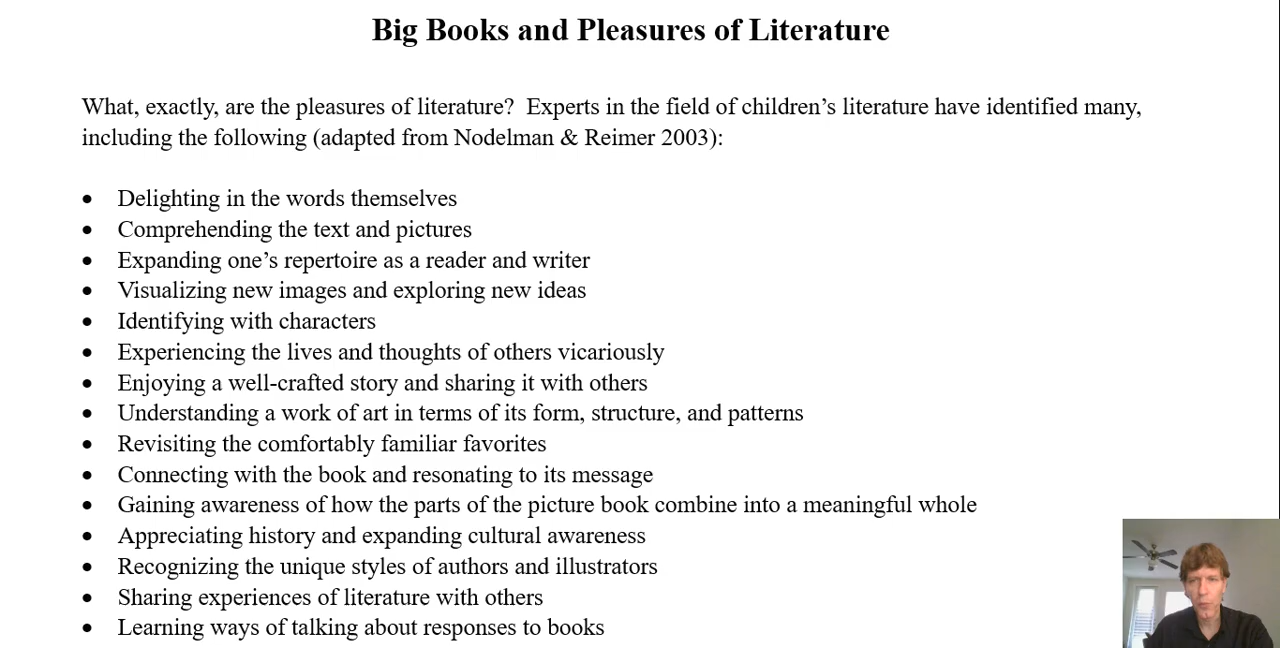 Big Books and Pleasures of Literature
What, exactly, are the pleasures of literature?  Experts in the field of children’s literature have identified many,
including the following (adapted from Nodelman & Reimer 2003):
• Delighting in the words themselves
• Comprehending the text and pictures
• Expanding one’s repertoire as a reader and writer
• Visualizing new images and exploring new ideas
• Identifying with characters
• Experiencing the lives and thoughts of others vicariously
• Enjoying a well-crafted story and sharing it with others
• Understanding a work of art in terms of its form, structure, and patterns
• Revisiting the comfortably familiar favorites
• Connecting with the book and resonating to its message
• Gaining awareness of how the parts of the picture book combine into a meaningful whole
• Appreciating history and expanding cultural awareness
• Recognizing the unique styles of authors and illustrators
• Sharing experiences of literature with others
• Learning ways of talking about responses to books